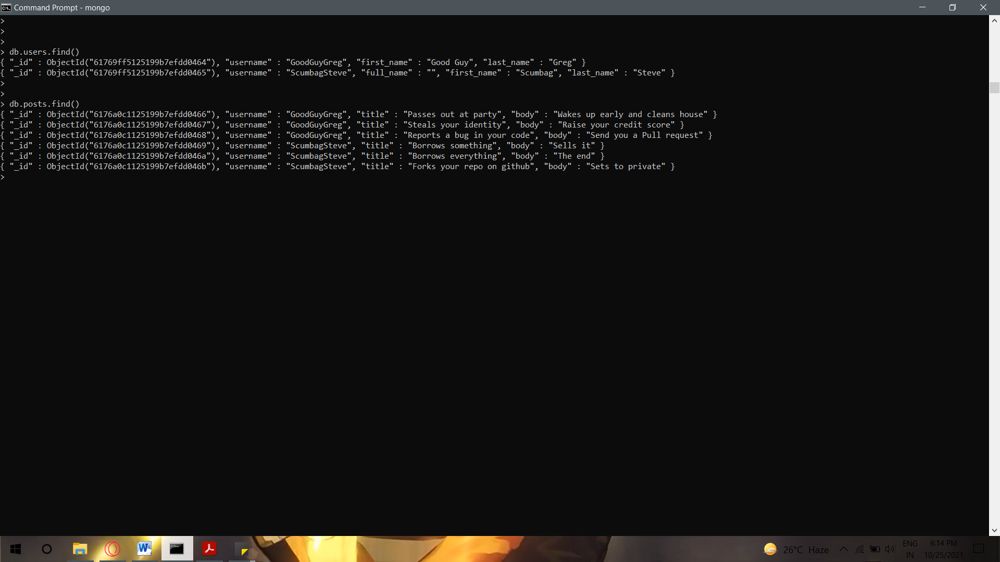 Command Prompt - mongo
>
>
>
> db.users.find()
{ "_id" : ObjectId("61769ff5125199b7efdd0464"), "username" : "GoodGuyGreg", "first_name" : "Good Guy", "last_name" : "Greg" }
{ "_id" : ObjectId("61769ff5125199b7efdd0465"), "username" : "ScumbagSteve", "full_name" : "", "first_name" : "Scumbag", "last_name" : "Steve" }
>
>
> db.posts.find()
{ "_id" : ObjectId("6176a0c1125199b7efdd0466"), "username" : "GoodGuyGreg", "title" : "Passes out at party", "body" : "Wakes up early and cleans house" }
{ "_id" : ObjectId("6176a0c1125199b7efdd0467"), "username" : "GoodGuyGreg", "title" : "Steals your identity", "body" : "Raise your credit score" }
{ "_id" : ObjectId("6176a0c1125199b7efdd0468"), "username" : "GoodGuyGreg", "title" : "Reports a bug in your code", "body" : "Send you a Pull request" }
{ "_id" : ObjectId("6176a0c1125199b7efdd0469"), "username" : "ScumbagSteve", "title" : "Borrows something", "body" : "Sells it" }
{ "_id" : ObjectId("6176a0c1125199b7efdd046a"), "username" : "ScumbagSteve", "title" : "Borrows everything", "body" : "The end" }
{ "_id" : ObjectId("6176a0c1125199b7efdd046b"), "username" : "ScumbagSteve", "title" : "Forks your repo on github", "body" : "Sets to private" }
>
26°C Haze
ENG
IN
6:14 PM
10/25/2021